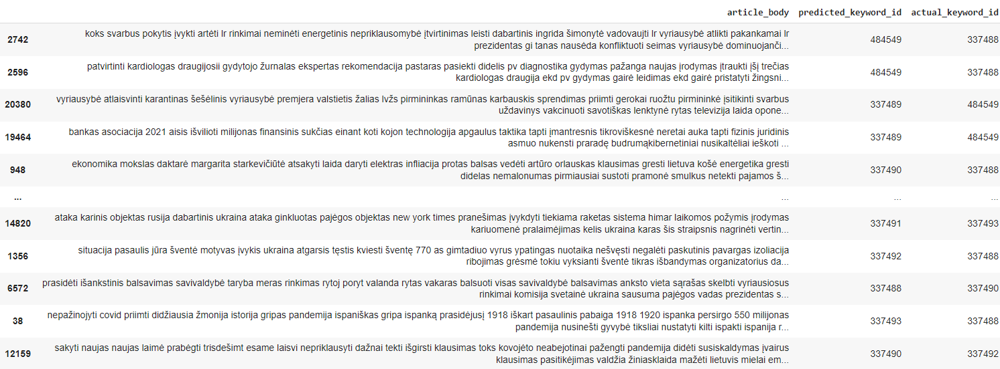 article_body predicted_keyword_id actual_keyword_id
2742 koks svarbus pokytis įvykti artėti lr rinkimai neminėti energetinis nepriklausomybė įtvirtinimas leisti dabartinis ingrida šimonytė vadovaujti lr vyriausybė atlikti pakankamai lr 484549 337488
prezidentas gi tanas nausėda konfliktuoti seimas vyriausybė dominuojanči...
2596 patvirtinti kardiologas draugijosii gydytojo žurnalas ekspertas rekomendacija pastaras pasiekti didelis pv diagnostika gydymas pažanga naujas įrodymas įtraukti įšį trečias 484549 337488
kardiologas draugija ekd pv gydymas gairė leidimas ekd gairė pristatyti žingsni...
20380 vyriausybė atlaisvinti karantinas šešėlinis vyriausybė premjera valstietis žalias lvžs pirmininkas ramūnas karbauskis sprendimas priimti gerokai ruožtu pirmininkė įsitikinti svarbus 337489 484549
uždavinys vakcinuoti savotiškas lenktynė rytas televizija laida opone...
19464 bankas asociacija 2021 aisis išvilioti milijonas finansinis sukčias einant koti kojon technologija apgaulus taktika tapti įmantresnis tikroviškesnė neretai auka tapti fizinis juridinis 337489 484549
asmuo nukensti praradę budrumąkibernetiniai nusikaltėliai ieškoti ...
948 ekonomika mokslas daktarė margarita starkevičiūtė atsakyti laida daryti elektras infliacija protas balsas vedėti artūro orlauskas klausimas gresti lietuva košė energetika gresti 337490 337488
didelas nemalonumas pirmiausiai sustoti pramonė smulkus netekti pajamos š...
... ... ... ...
14820 ataka karinis objektas rusija dabartinis ukraina ataka ginkluotas pajėgos objektas new york times pranešimas įvykdyti tiekiama raketas sistema himar laikomos požymis įrodymas 337491 337493
kariuomenė pralaimėjimas kelis ukraina karas šis straipsnis nagrinėti vertin...
1356 situacija pasaulis jūra šventė motyvas įvykis ukraina atgarsis tęstis kviesti šventę 770 as gimtadiuo vyrus ypatingas nuotaika nešvęsti negalėti paskutinis pavargas izoliacija 337492 337488
ribojimas grėsmė tokiu vyksianti šventė tikras išbandymas organizatorius da...
6572 prasidėti išankstinis balsavimas savivaldybė taryba meras rinkimas rytoj poryt valanda rytas vakaras balsuoti visas savivaldybė balsavimas anksto vieta sąrašas skelbti vyriausiosus 337488 337490
rinkimai komisija svetainė ukraina sausuma pajėgos vadas prezidentas s...
38 nepažinojyti covid priimti didžiausia žmonija istorija gripas pandemija ispaniškas gripa ispanką prasidėjusį 1918 iškart pasaulinis pabaiga 1918 1920 ispanka persirgo 550 milijonas 337493 337488
pandemija nusinešti gyvybė tiksliai nustatyti kilti ispakti ispanija r...
12159 sakyti naujas naujas laimė prabėgti trisdešimt esame laisvi nepriklausyti dažnai tekti išgirsti klausimas toks kovojėto neabejotinai pažengti pandemija didėti susiskaldymas įvairus 337490 337492
klausimas pasitikėjimas valdžia žiniasklaida mažėti lietuvis mielai em...